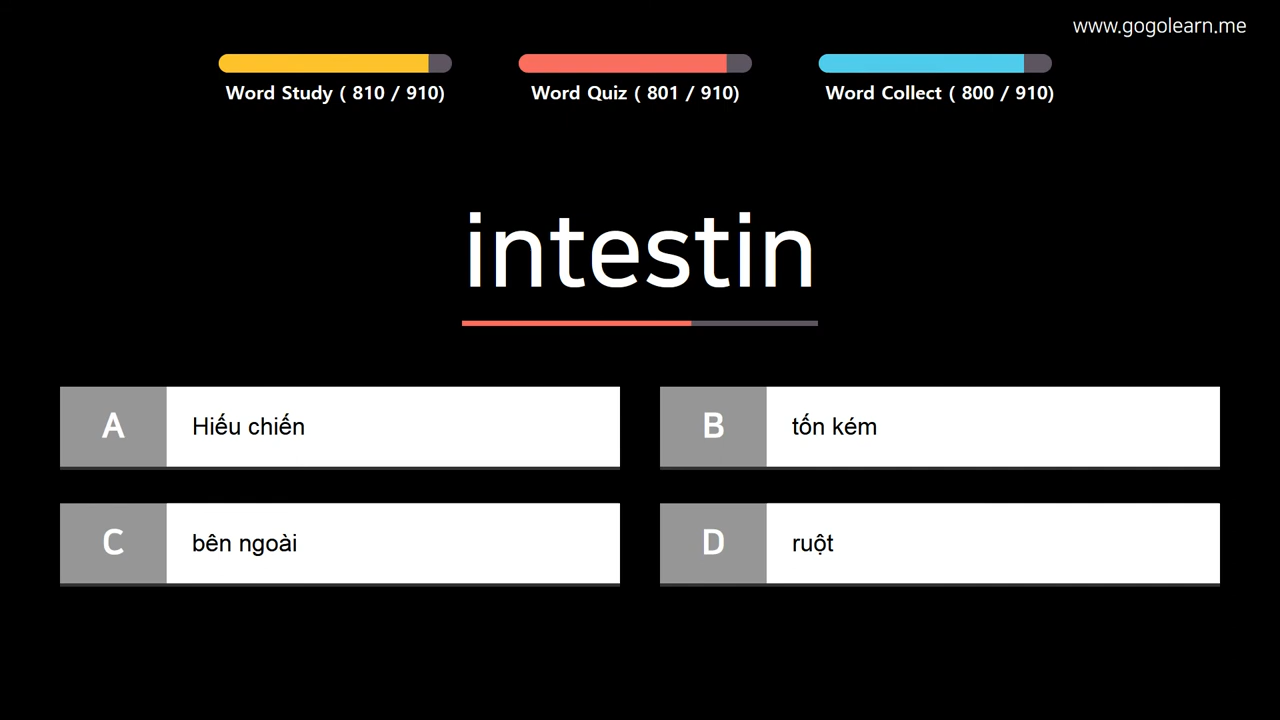 www.gogolearn.me
Word Study ( 810 / 910)
Word Quiz ( 801 / 910)
Word Collect ( 800 / 910)
intestin
A Hiếu chiến
B tốn kém
C bên ngoài
D ruột